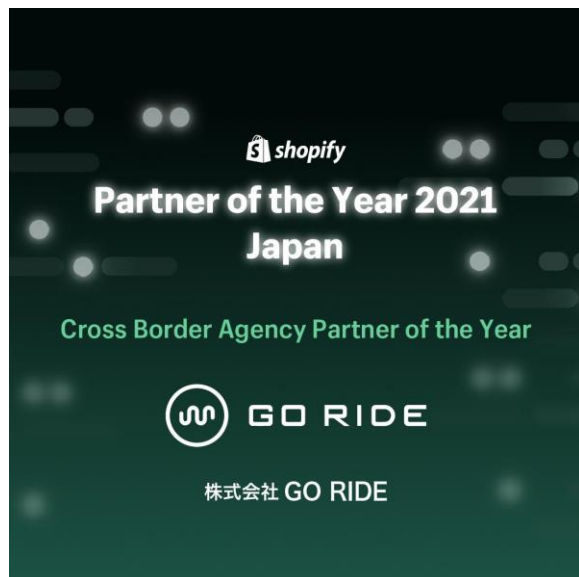 shopify
Partner of the Year 2021
Japan
Cross Border Agency Partner of the Year
GO RIDE
株式会社 GO RIDE